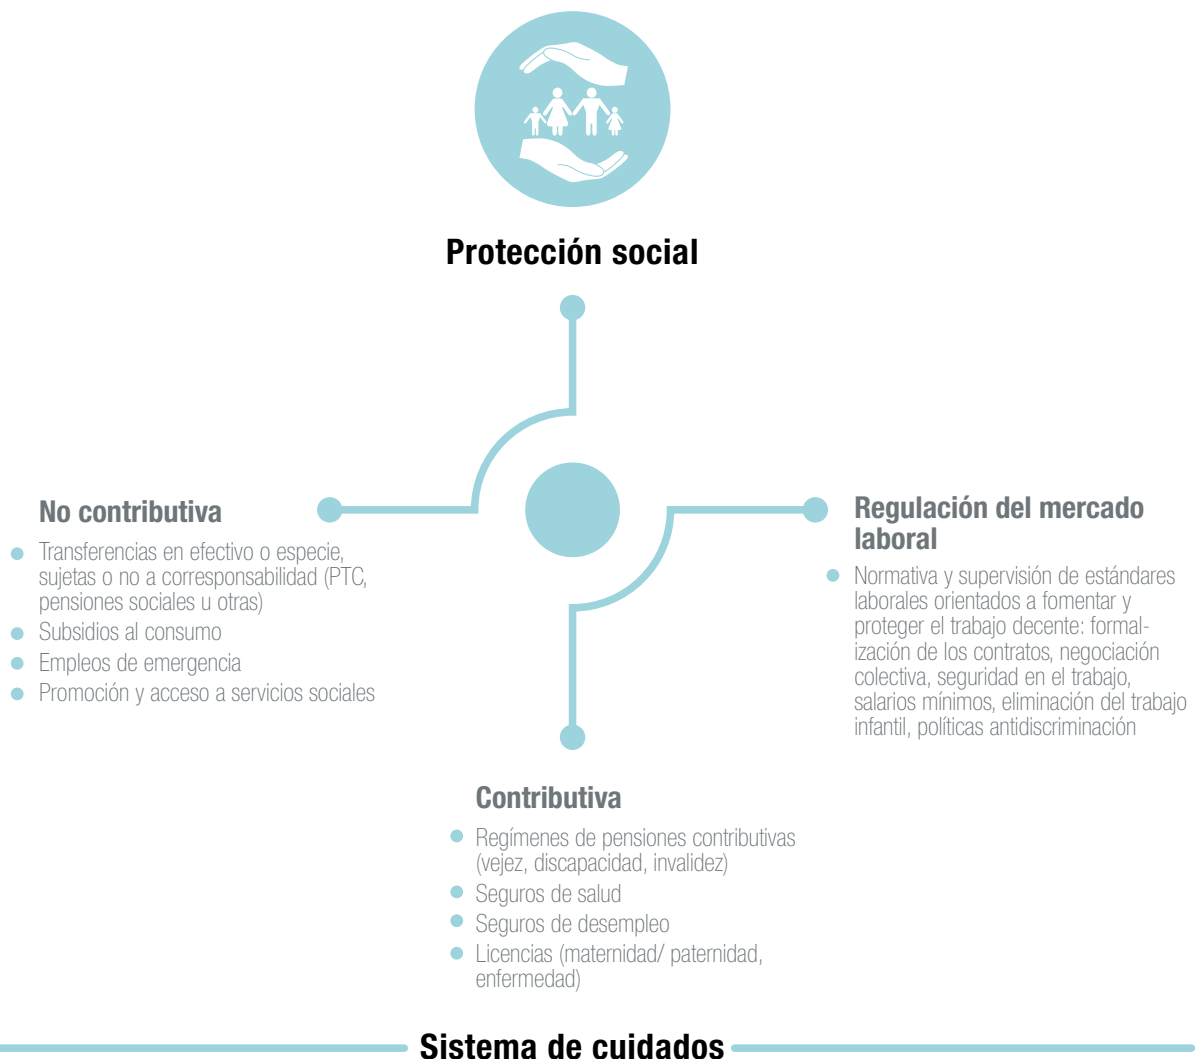 Protección social
No contributiva
Transferencias en efectivo o especie,
sujetas o no a corresponsabilidad (PTC,
pensiones sociales u otras)
Subsidios al consumo
Empleos de emergencia
Promoción y acceso a servicios sociales
Regulación del mercado
laboral
Normativa y supervisión de estándares
laborales orientados a fomentar y
proteger el trabajo decente: formal-
ización de los contratos, negociación
colectiva, seguridad en el trabajo,
salarios mínimos, eliminación del trabajo
infantil, políticas antidiscriminación
Contributiva
Regímenes de pensiones contributivas
(vejez, discapacidad, invalidez)
Seguros de salud
Seguros de desempleo
Licencias (maternidad/ paternidad,
enfermedad)
Sistema de cuidados